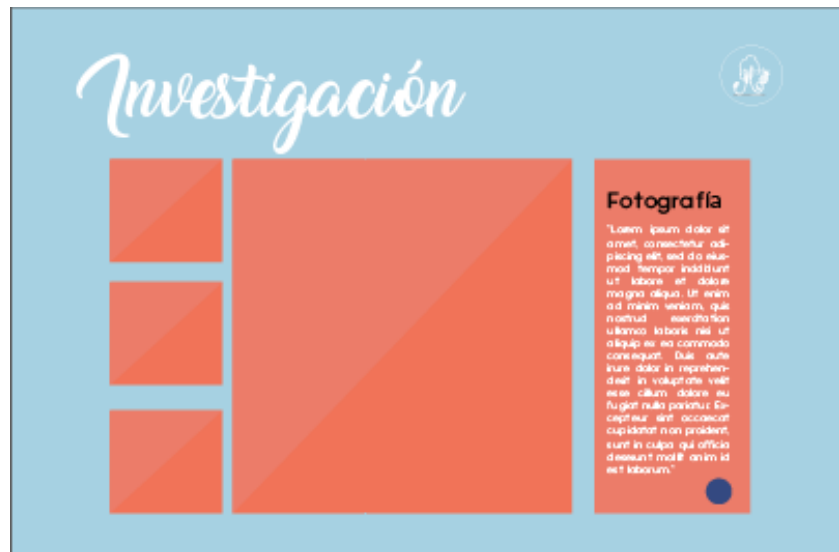 Investigación
Fotografía
"Lorem ipsum dolor sit
amet, consectetur adi-
piscing elit, sed do eius-
mod tempor incididunt
ut labore et dolore
magna aliqua. Ut enim
ad minim veniam, quis
nostrud exercitation
ullamco laboris nisi ut
aliquip ex ea commodo
consequat. Duis aute
irure dolor in reprehen-
derit in voluptate velit
esse cillum dolore eu
fugiat nulla pariatur. Ex-
cepteur sint occaecat
cupidatat non proident,
sunt in culpa qui officia
deserunt mollit anim id
est laborum."